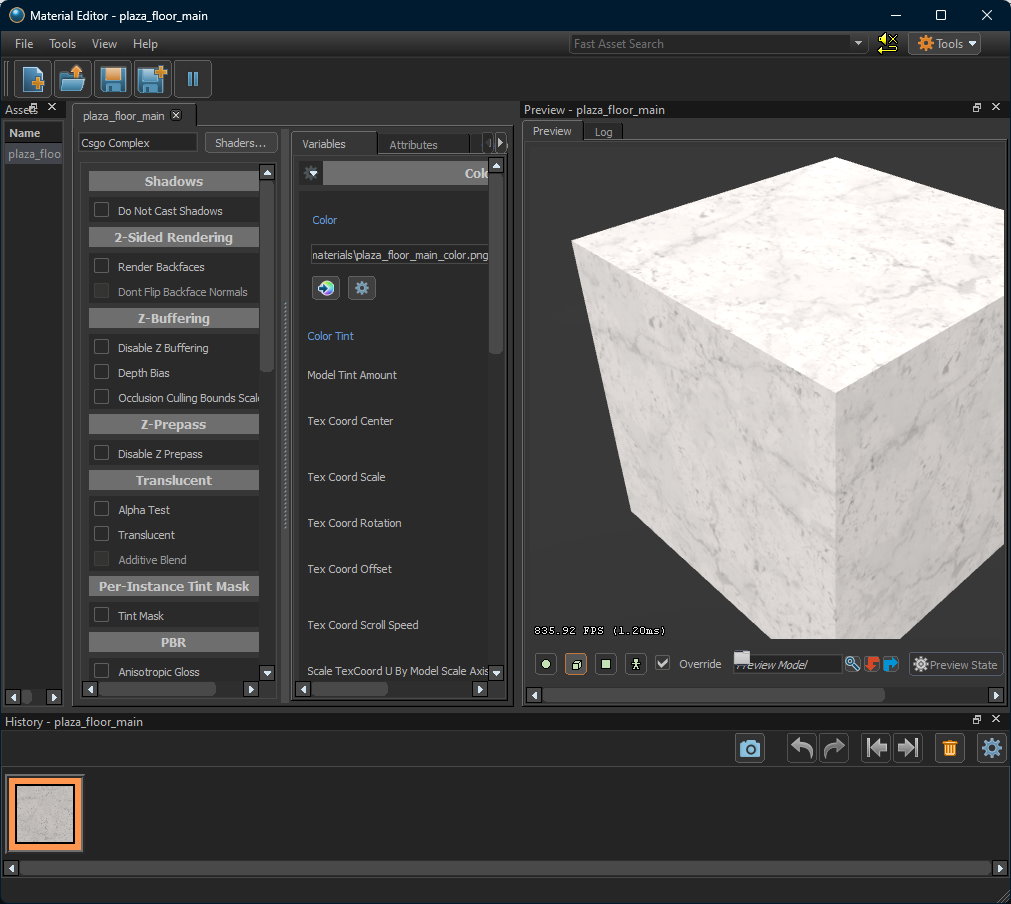 Material Editor - plaza_floor_main
File Tools View Help
Fast Asset Search
Tools
Assets
plaza_floor_main
Preview - plaza_floor_main
Name
Csgo Complex
Shaders...
Variables
Attributes
Preview
Log
plaza_floo
Shadows
Do Not Cast Shadows
2-Sided Rendering
Render Backfaces
Dont Flip Backface Normals
Z-Buffering
Disable Z Buffering
Depth Bias
Occlusion Culling Bounds Scale
Z-Prepass
Disable Z Prepass
Translucent
Alpha Test
Translucent
Additive Blend
Per-Instance Tint Mask
Tint Mask
PBR
Anisotropic Gloss
Colo
Color
naterials\plaza_floor_main_color.png
Color Tint
Model Tint Amount
Tex Coord Center
Tex Coord Scale
Tex Coord Rotation
Tex Coord Offset
Tex Coord Scroll Speed
Scale TexCoord U By Model Scale Axis
835.92 FPS (1.20ms)
Override
Preview Model
Preview State
History - plaza_floor_main